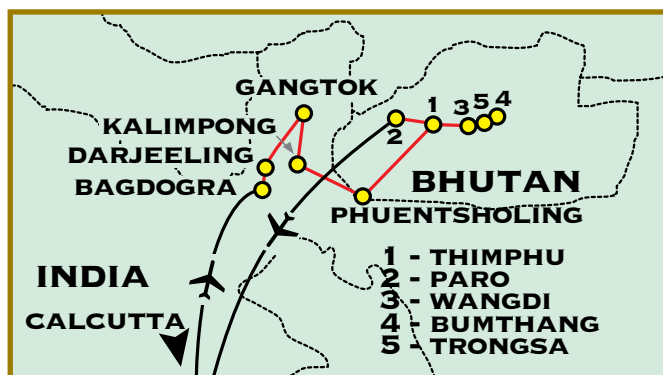 GANGTOK
KALIMPONG
DARJEELING
BAGDOGRA
1
2
3
5
4
BHUTAN
PHUENTSHOLING
INDIA
CALCUTTA
1 - THIMPHU
2 - PARO
3 - WANGDI
4 - BUMTHANG
5 - TRONGSA